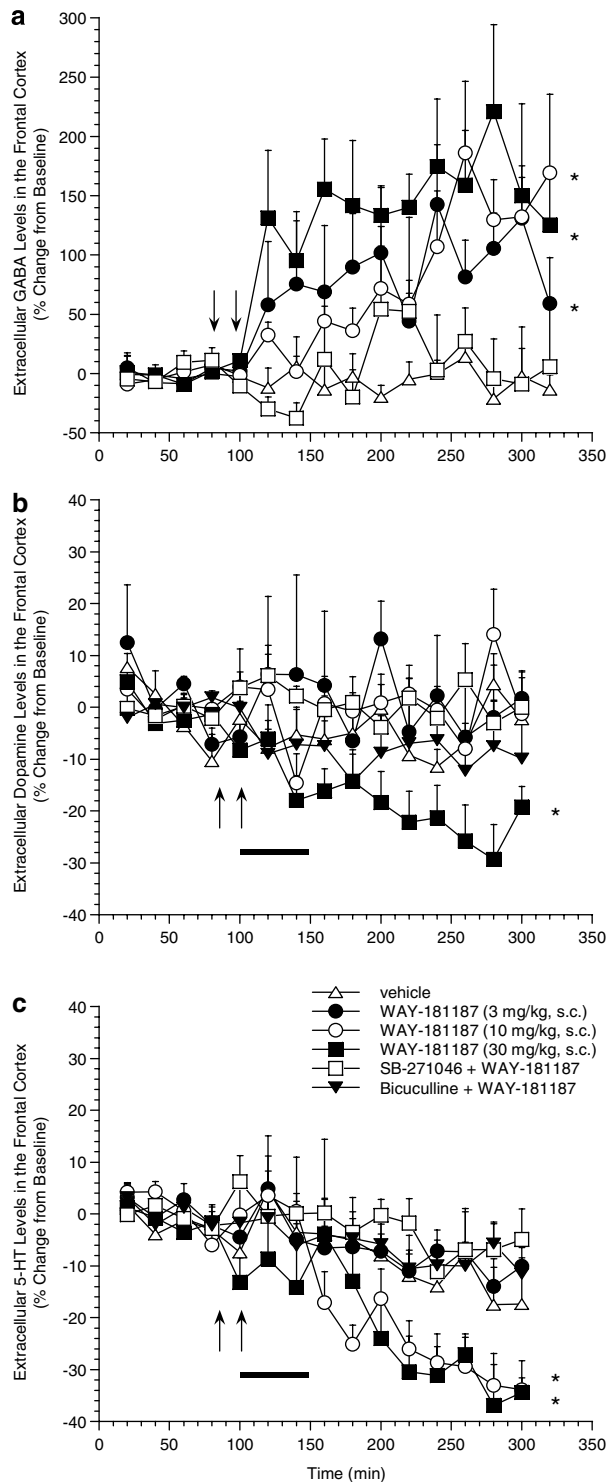 a
Extracellular GABA Levels in the Frontal Cortex
(% Change from Baseline)
300
250
200
150
100
50
0
-50
*
*
*
0 50 100 150 200 250 300 350
b
Extracellular Dopamine Levels in the Frontal Cortex
(% Change from Baseline)
40
30
20
10
0
-10
-20
-30
-40
*
0 50 100 150 200 250 300 350
c
Extracellular 5-HT Levels in the Frontal Cortex
(% Change from Baseline)
vehicle
WAY-181187 (3 mg/kg, s.c.)
WAY-181187 (10 mg/kg, s.c.)
WAY-181187 (30 mg/kg, s.c.)
SB-271046 + WAY-181187
Bicuculline + WAY-181187
40
30
20
10
0
-10
-20
-30
-40
*
*
0 50 100 150 200 250 300 350
Time (min)